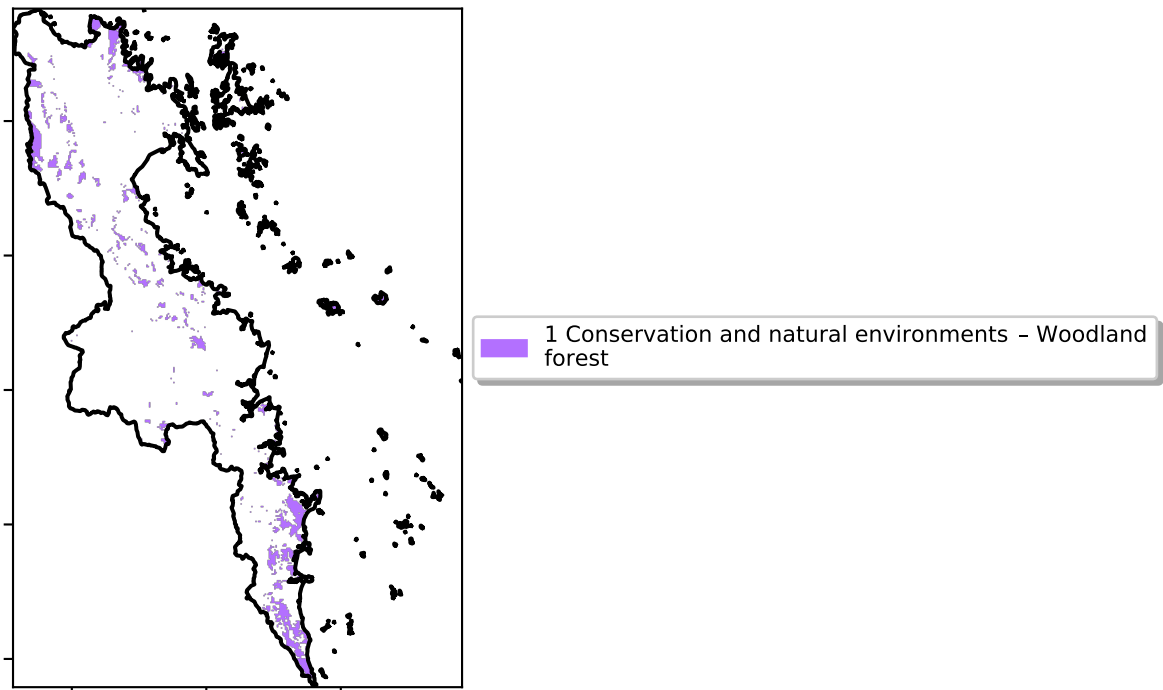 1 Conservation and natural environments – Woodland
forest